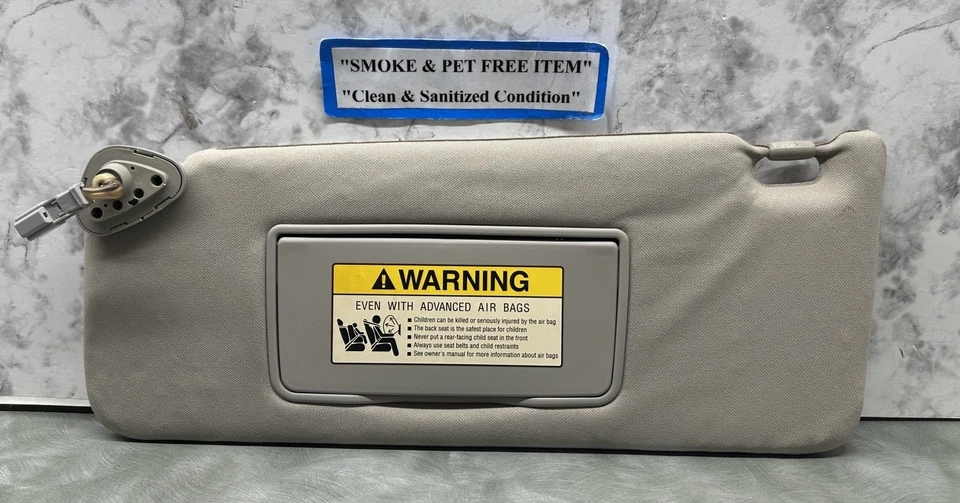 "SMOKE & PET FREE ITEM"
"Clean & Sanitized Condition"
WARNING
EVEN WITH ADVANCED AIR BAGS
■ Children can be killed or seriously injured by the air bag
■ The back seat is the safest place for children
■ Never put a rear-facing child seat in the front
■ Always use seat belts and child restraints
■ See owner's manual for more information about air bags